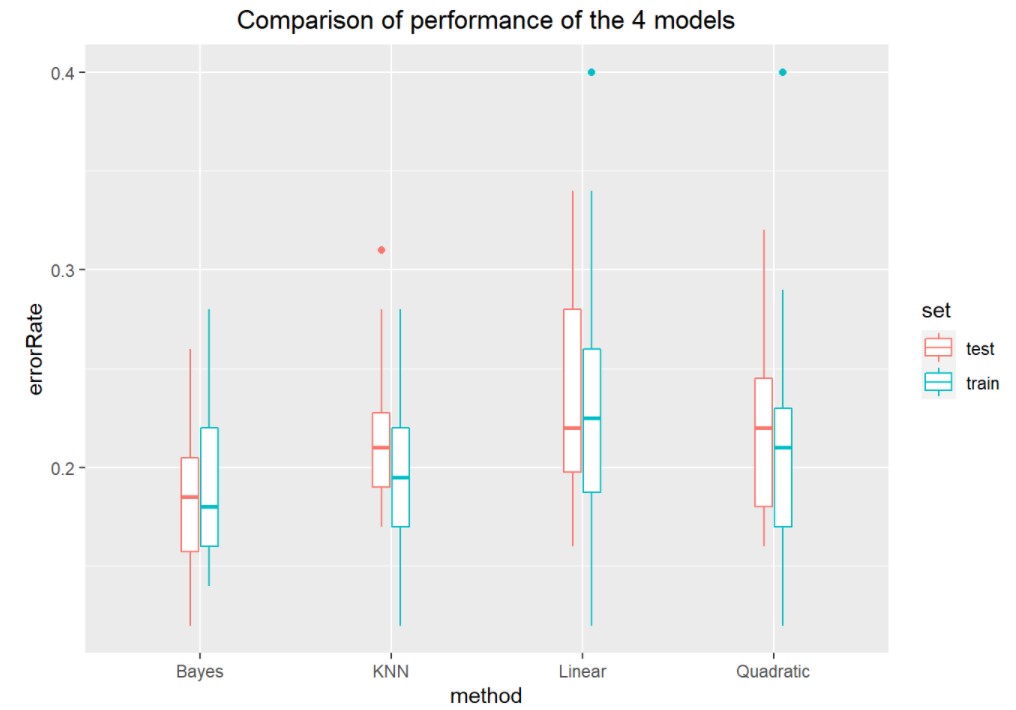 Comparison of performance of the 4 models
0.4
0.3
0.2
errorRate
Bayes
KNN
Linear
Quadratic
method
set
test
train